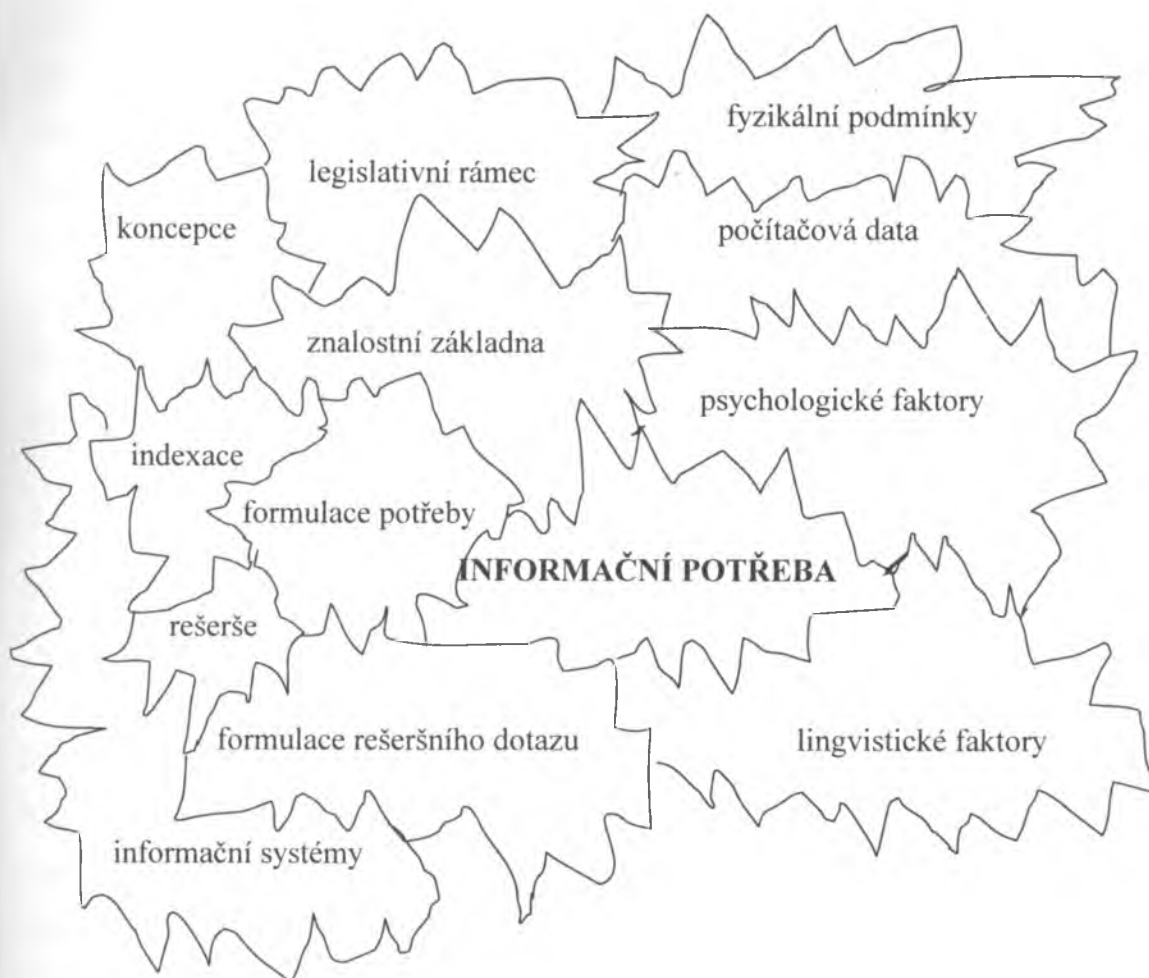 fyzikální podmínky
legislativní rámec
koncepce
počítačová data
znalostní základna
psychologické faktory
indexace
formulace potřeby
INFORMAČNÍ POTŘEBA
rešerše
formulace rešeršního dotazu
lingvistické faktory
informační systémy